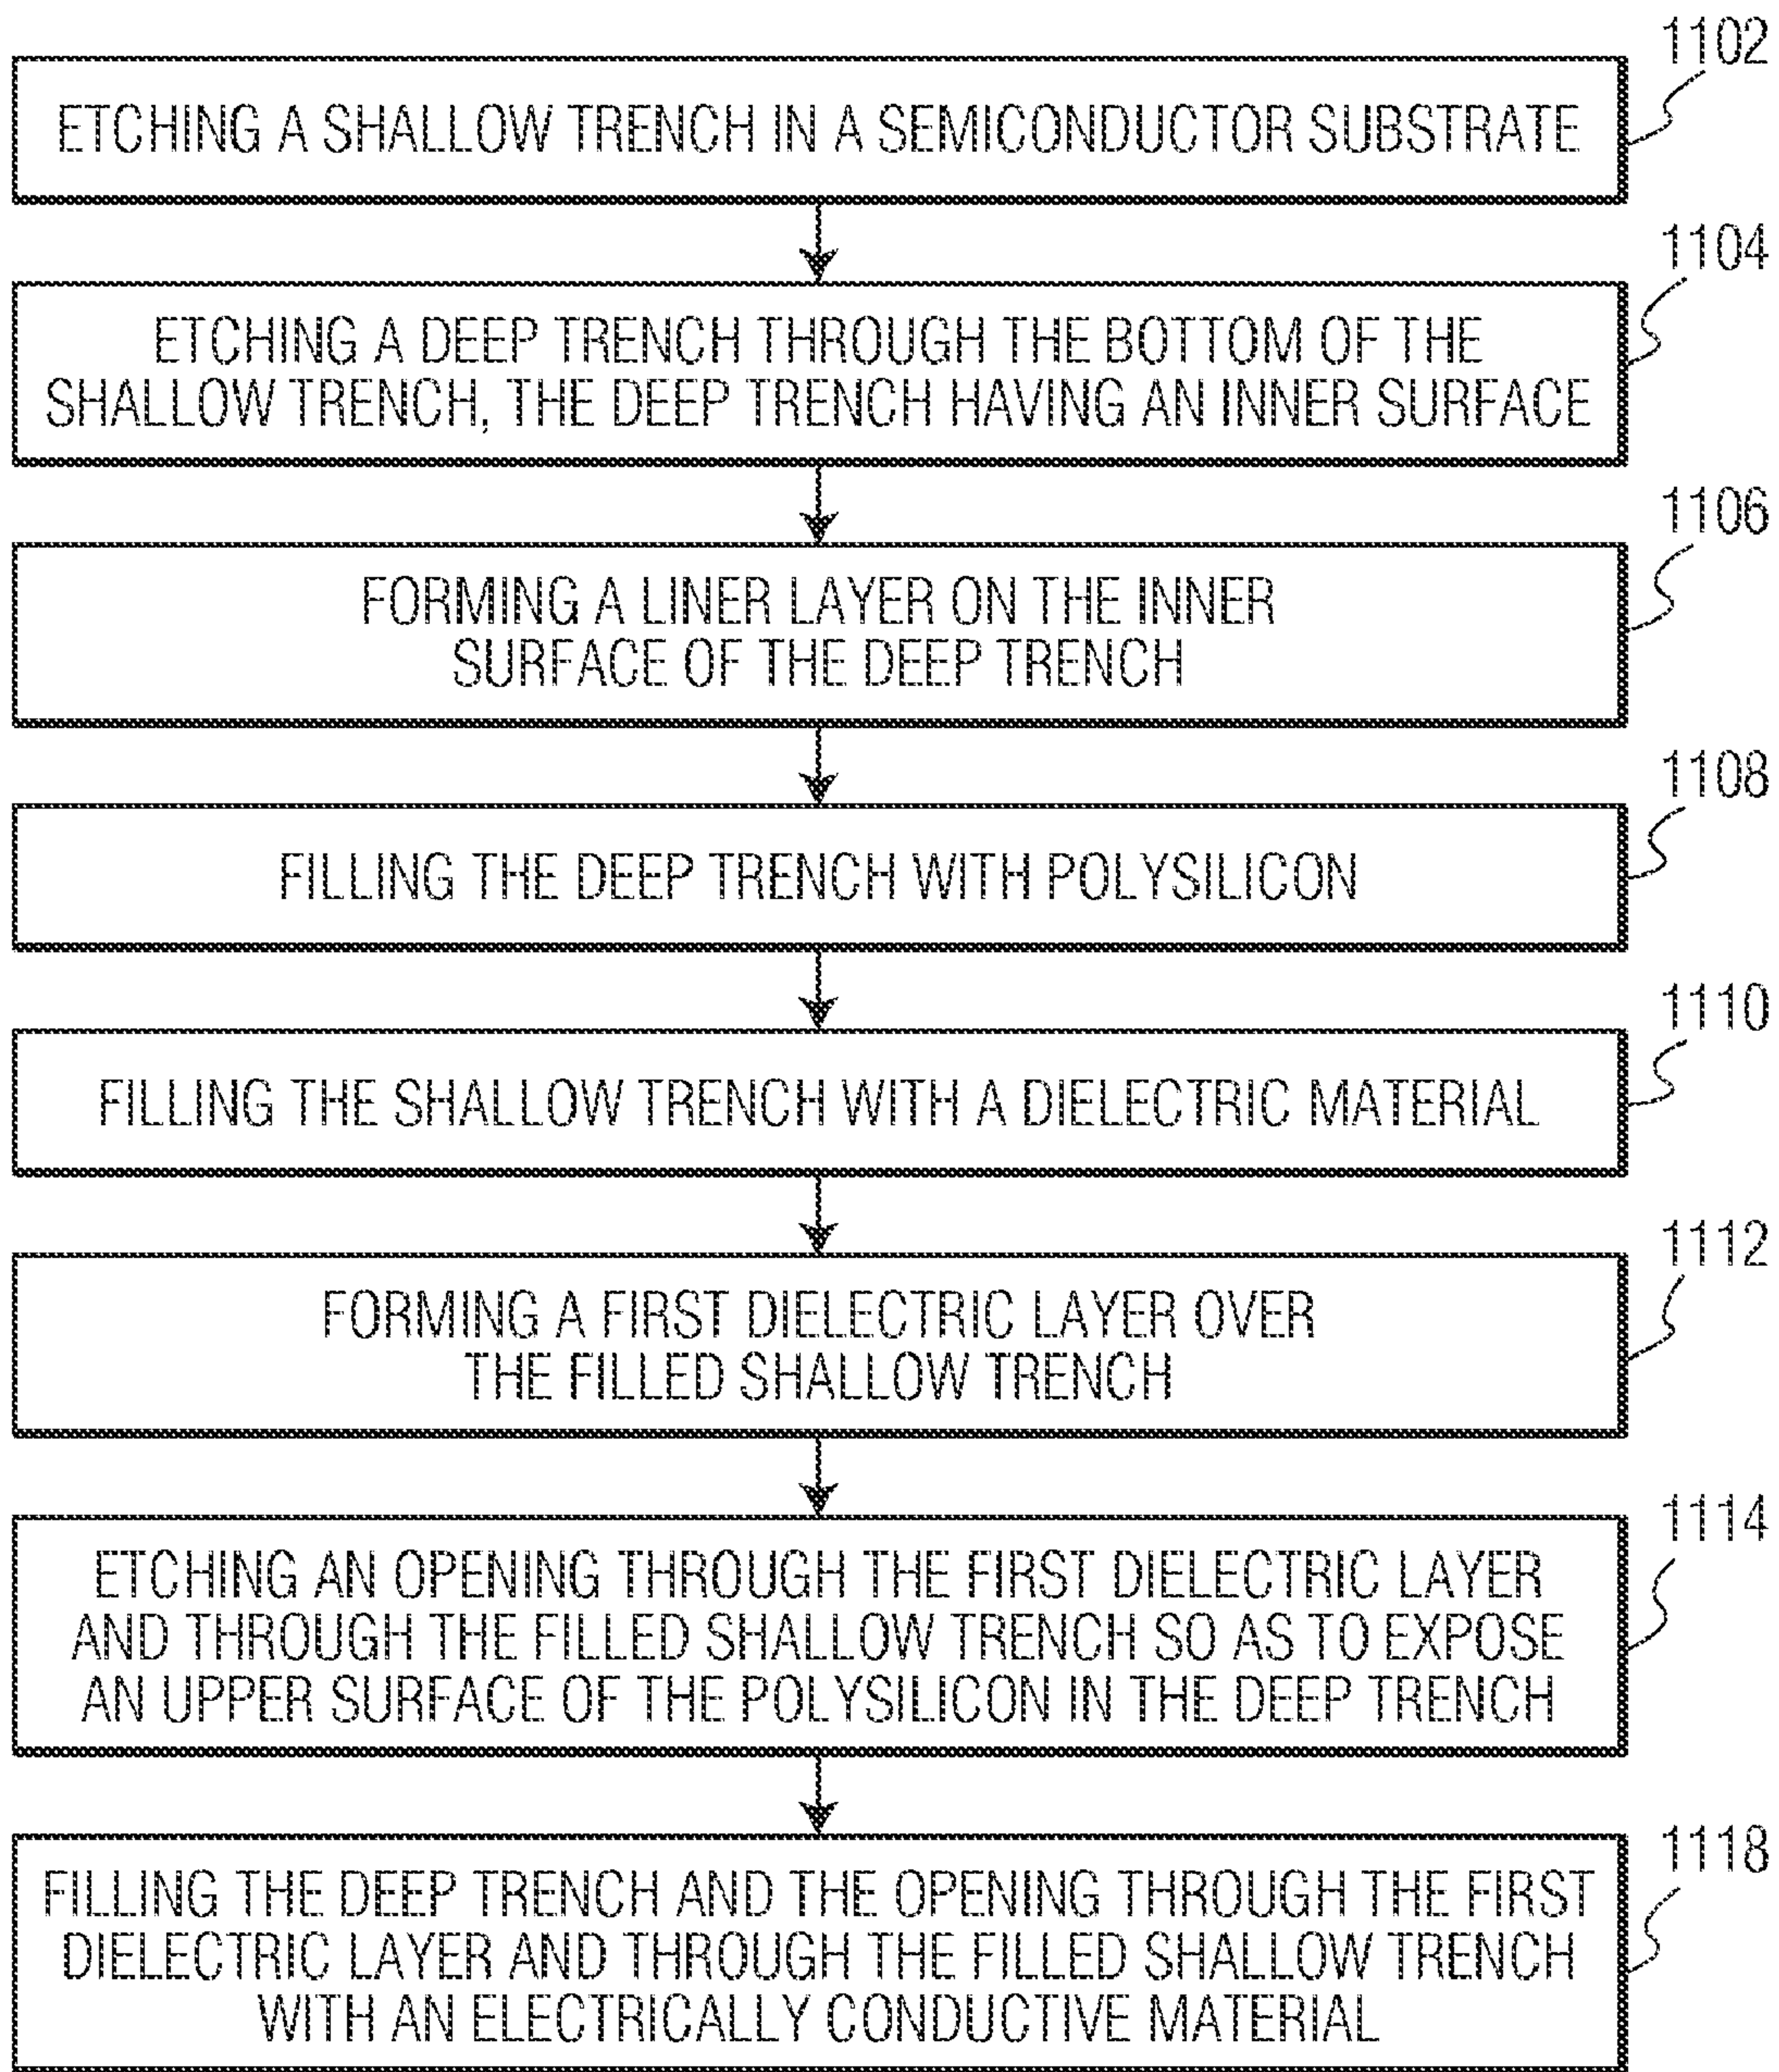 1102
ETCHING A SHALLOW TRENCH IN A SEMICONDUCTOR SUBSTRATE
1104
ETCHING A DEEP TRENCH THROUGH THE BOTTOM OF THE
SHALLOW TRENCH, THE DEEP TRENCH HAVING AN INNER SURFACE
1106
FORMING A LINER LAYER ON THE INNER
SURFACE OF THE DEEP TRENCH
1108
FILLING THE DEEP TRENCH WITH POLYSILICON
1110
FILLING THE SHALLOW TRENCH WITH A DIELECTRIC MATERIAL
1112
FORMING A FIRST DIELECTRIC LAYER OVER
THE FILLED SHALLOW TRENCH
1114
ETCHING AN OPENING THROUGH THE FIRST DIELECTRIC LAYER
AND THROUGH THE FILLED SHALLOW TRENCH SO AS TO EXPOSE
AN UPPER SURFACE OF THE POLYSILICON IN THE DEEP TRENCH
1118
FILLING THE DEEP TRENCH AND THE OPENING THROUGH THE FIRST
DIELECTRIC LAYER AND THROUGH THE FILLED SHALLOW TRENCH
WITH AN ELECTRICALLY CONDUCTIVE MATERIAL